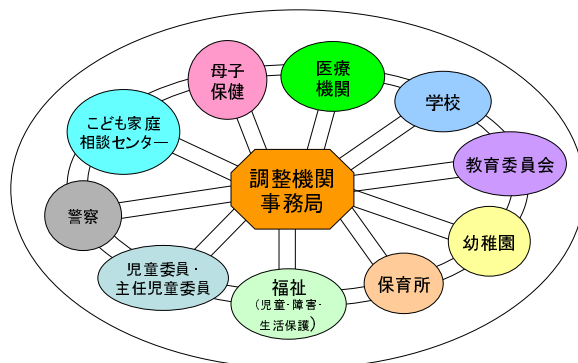 母子
保健
医療
機関
学校
こども家庭
相談センター
教育委員会
調整機関
事務局
警察
幼稚園
児童委員・
主任児童委員
福祉
(児童・障害・
生活保護)
保育所